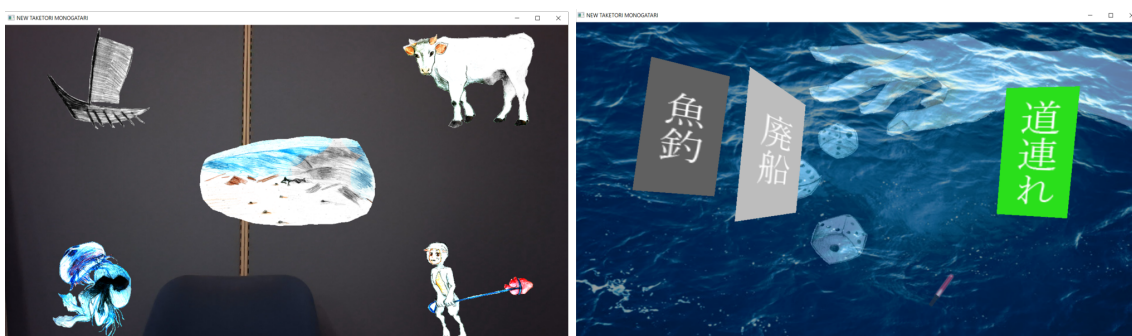 NEW TAKETORI MONOGATARI
NEW TAKETORI MONOGATARI
魚釣
廃船
道連れ